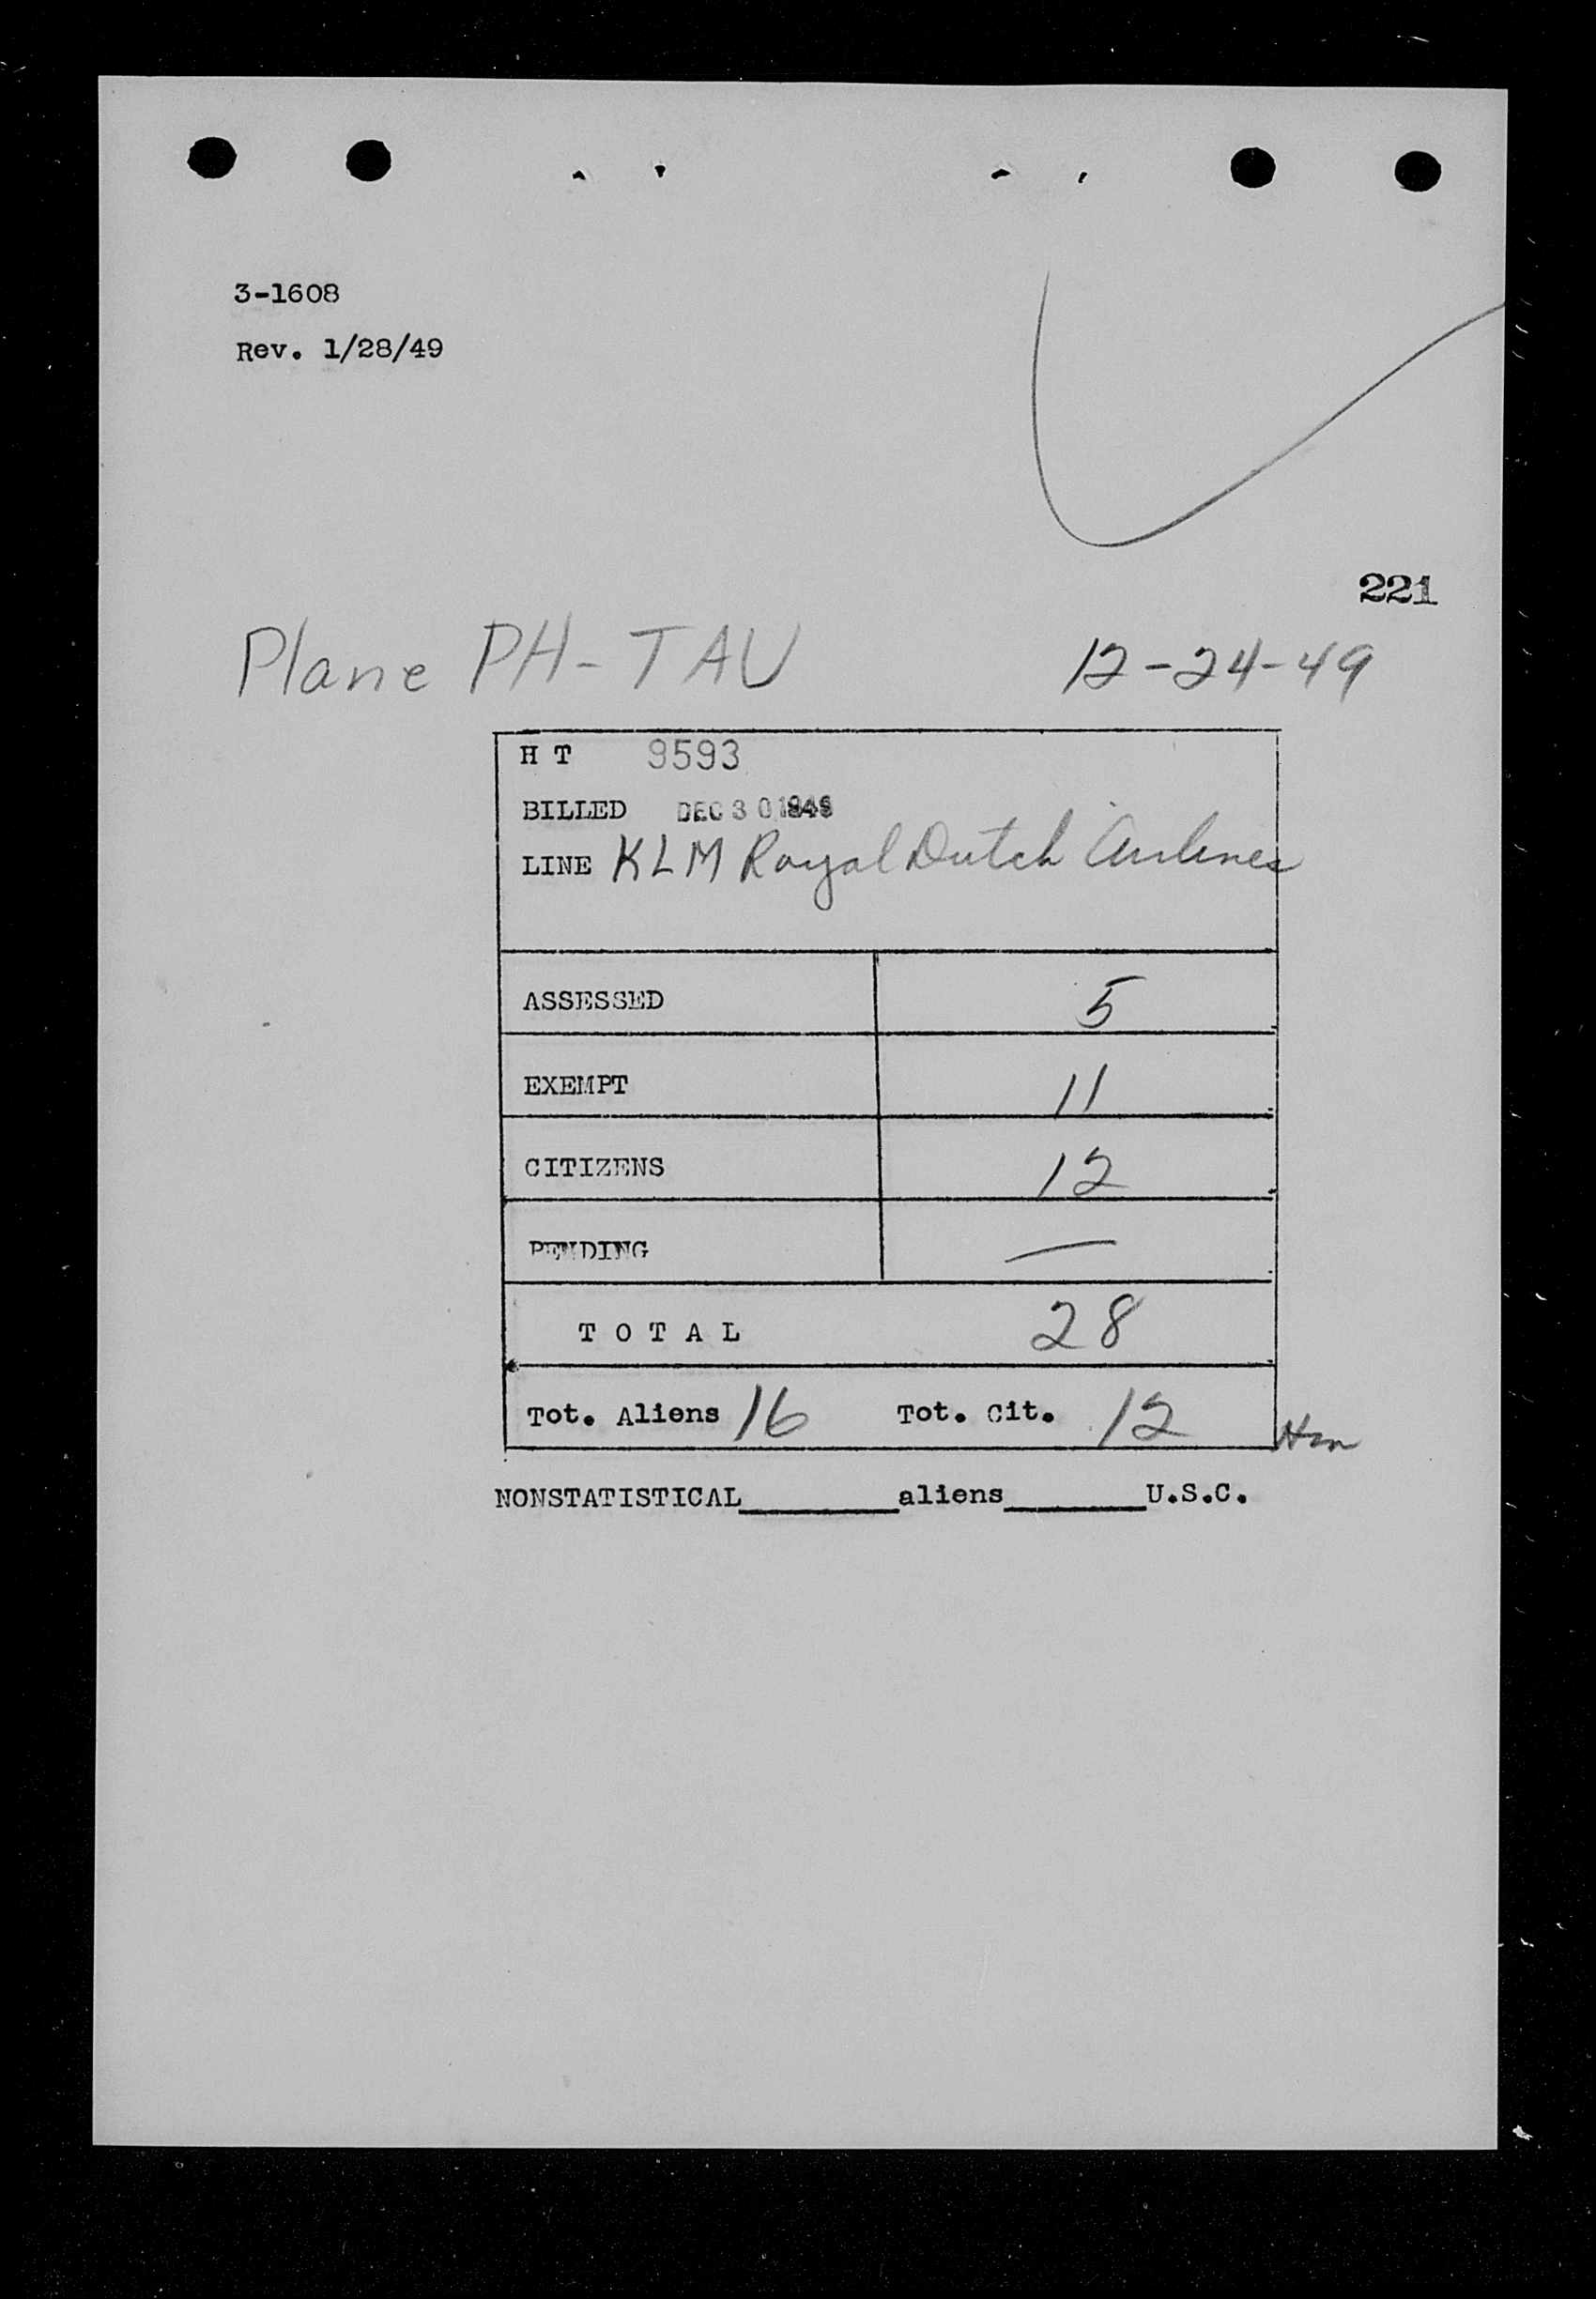 3-1608
Rev. 1/28/49
221
Plane PH-TAU 12-24-49
H T 9593
BILLED DEC 30 1949
LINE KLM Royal Dutch Airlines
ASSESSED 5
EXEMPT 11
CITIZENS 12
PENDING —
TOTAL 28
Tot. Aliens 16 Tot. Cit. 12
NONSTATISTICAL________aliens_______U.S.C.